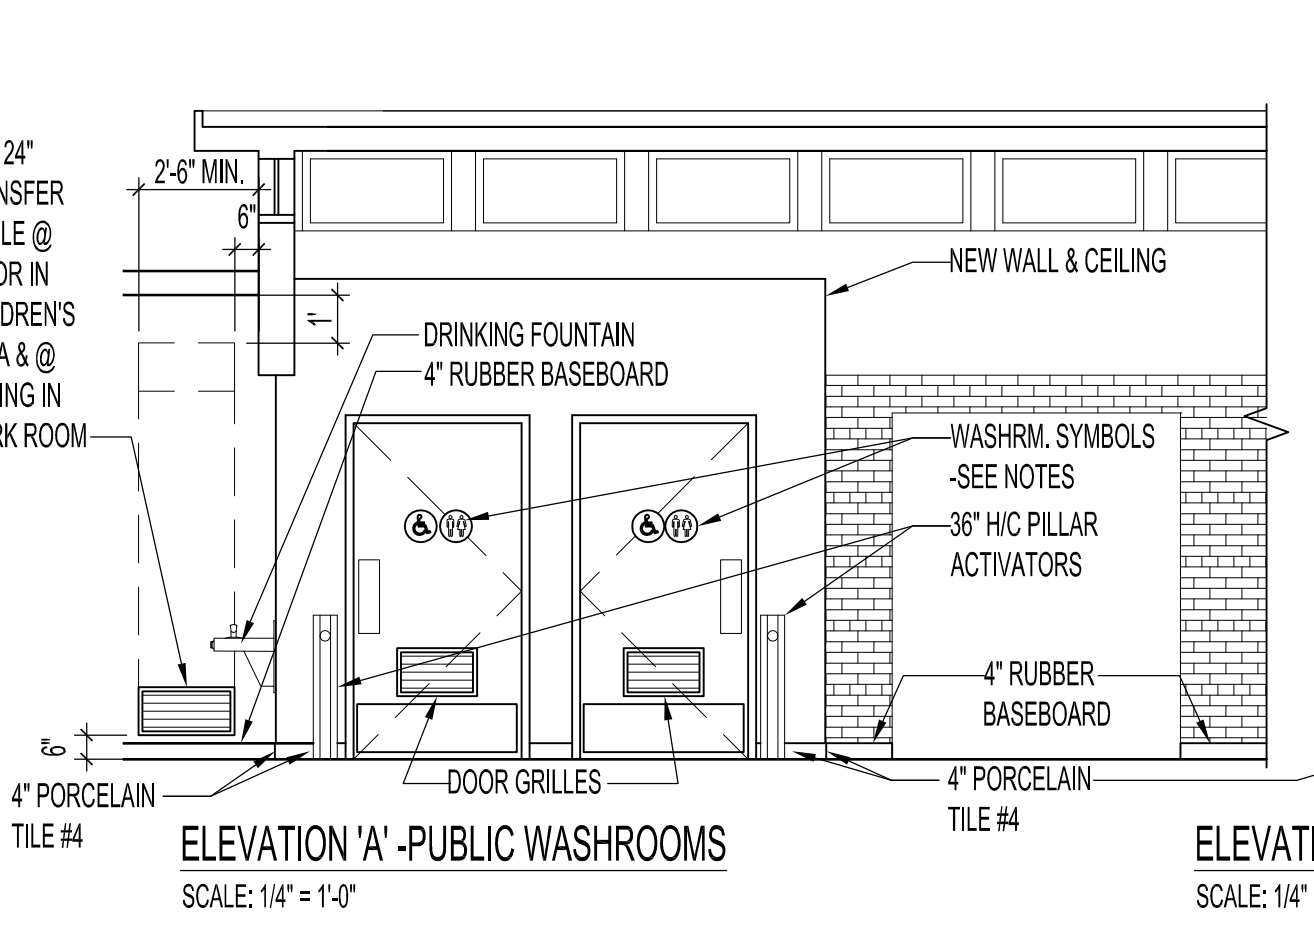 24"
NSFER
LE @
OR IN
DREN'S
A & @
ING IN
RK ROOM
2'-6" MIN.
6"
1'
NEW WALL & CEILING
DRINKING FOUNTAIN
4" RUBBER BASEBOARD
WASHRM. SYMBOLS
-SEE NOTES
36" H/C PILLAR
ACTIVATORS
4" RUBBER
BASEBOARD
6"
4" PORCELAIN
TILE #4
DOOR GRILLES
4" PORCELAIN
TILE #4
ELEVATION 'A' -PUBLIC WASHROOMS
SCALE: 1/4" = 1'-0"
ELEVATI
SCALE: 1/4"